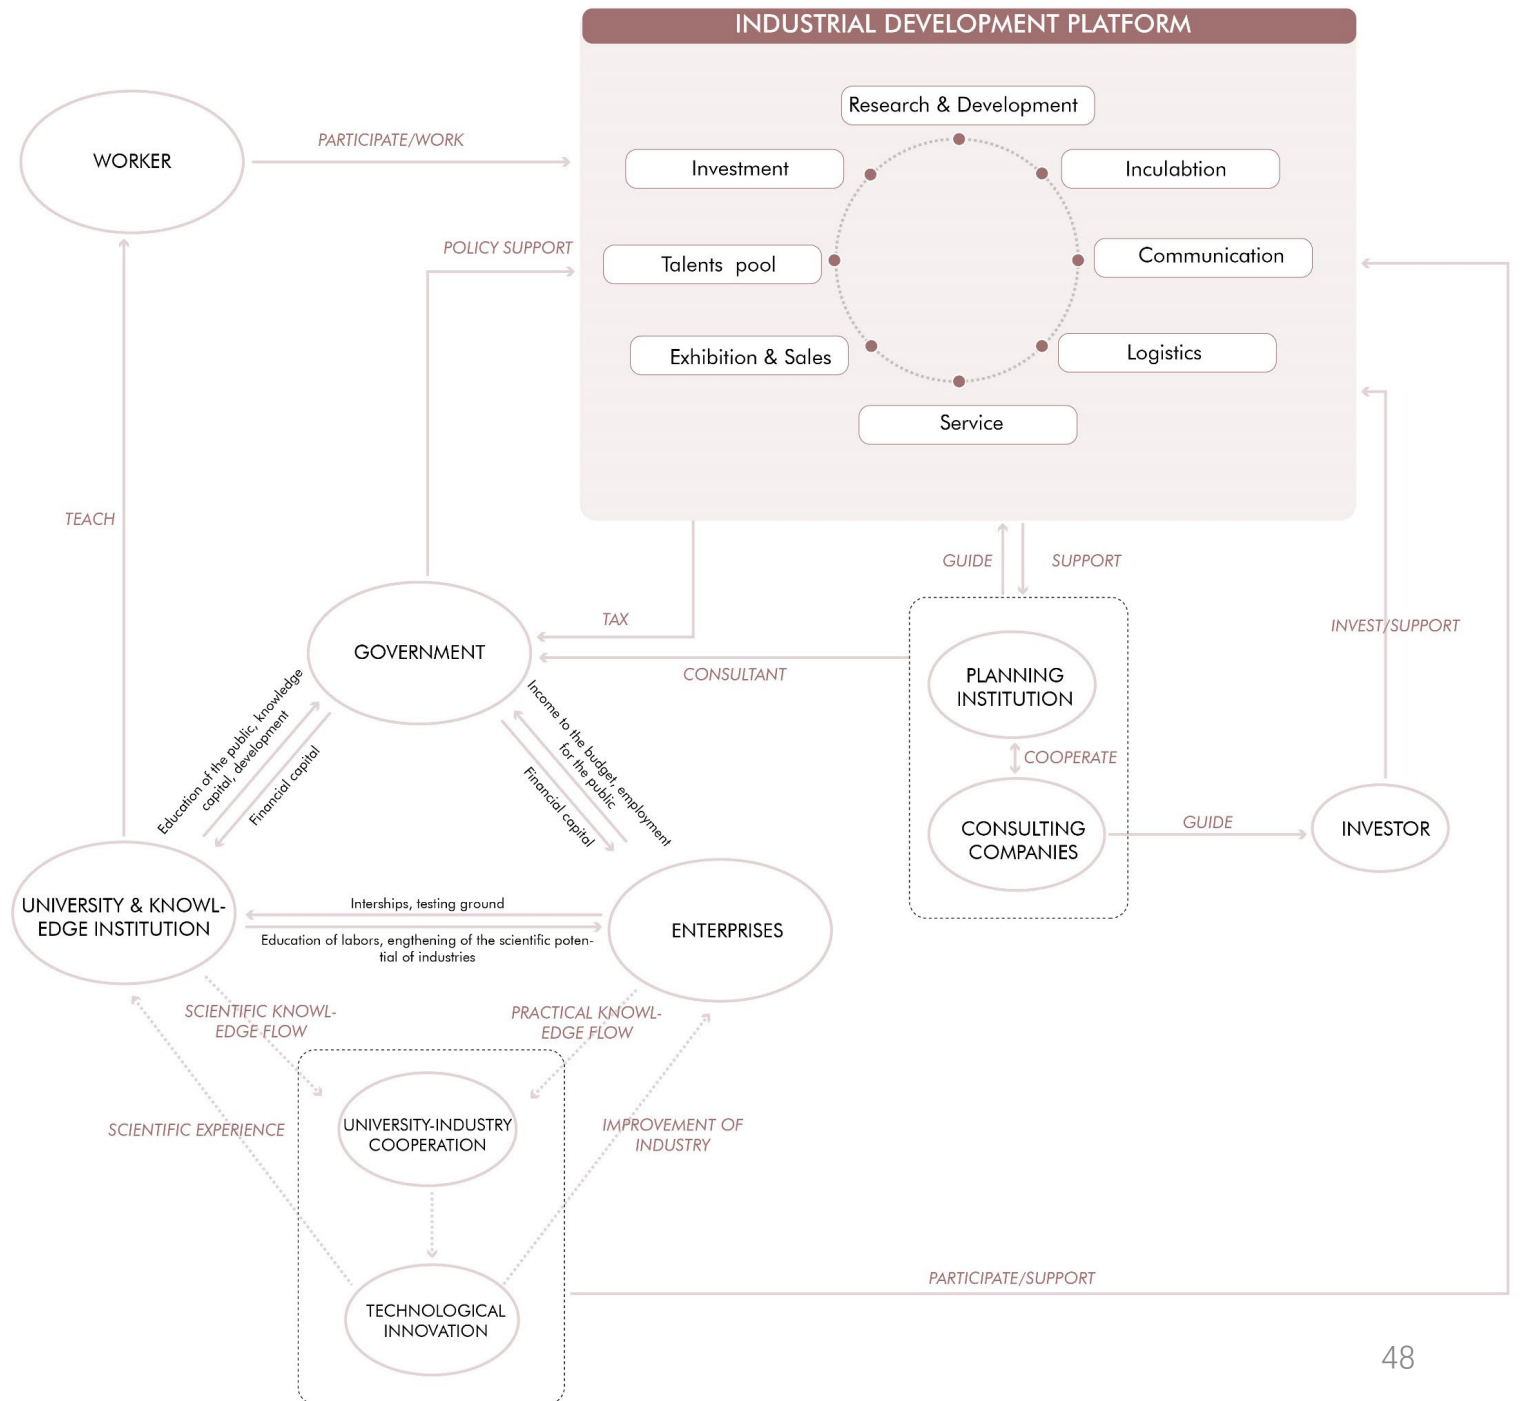 INDUSTRIAL DEVELOPMENT PLATFORM
Research & Development
Investment
Inculabtion
Talents pool
Communication
Exhibition & Sales
Logistics
Service
WORKER
PARTICIPATE/WORK
POLICY SUPPORT
TEACH
GUIDE
SUPPORT
TAX
CONSULTANT
INVEST/SUPPORT
GOVERNMENT
PLANNING
INSTITUTION
COOPERATE
CONSULTING
COMPANIES
GUIDE
INVESTOR
Education of the public, knowledge
capital, development
Financial capital
Income to the budget, employment
for the public
Financial capital
UNIVERSITY & KNOWL-
EDGE INSTITUTION
Interships, testing ground
Education of labors, engthening of the scientific poten-
tial of industries
ENTERPRISES
SCIENTIFIC KNOWL-
EDGE FLOW
PRACTICAL KNOWL-
EDGE FLOW
SCIENTIFIC EXPERIENCE
UNIVERSITY-INDUSTRY
COOPERATION
IMPROVEMENT OF
INDUSTRY
TECHNOLOGICAL
INNOVATION
PARTICIPATE/SUPPORT
48